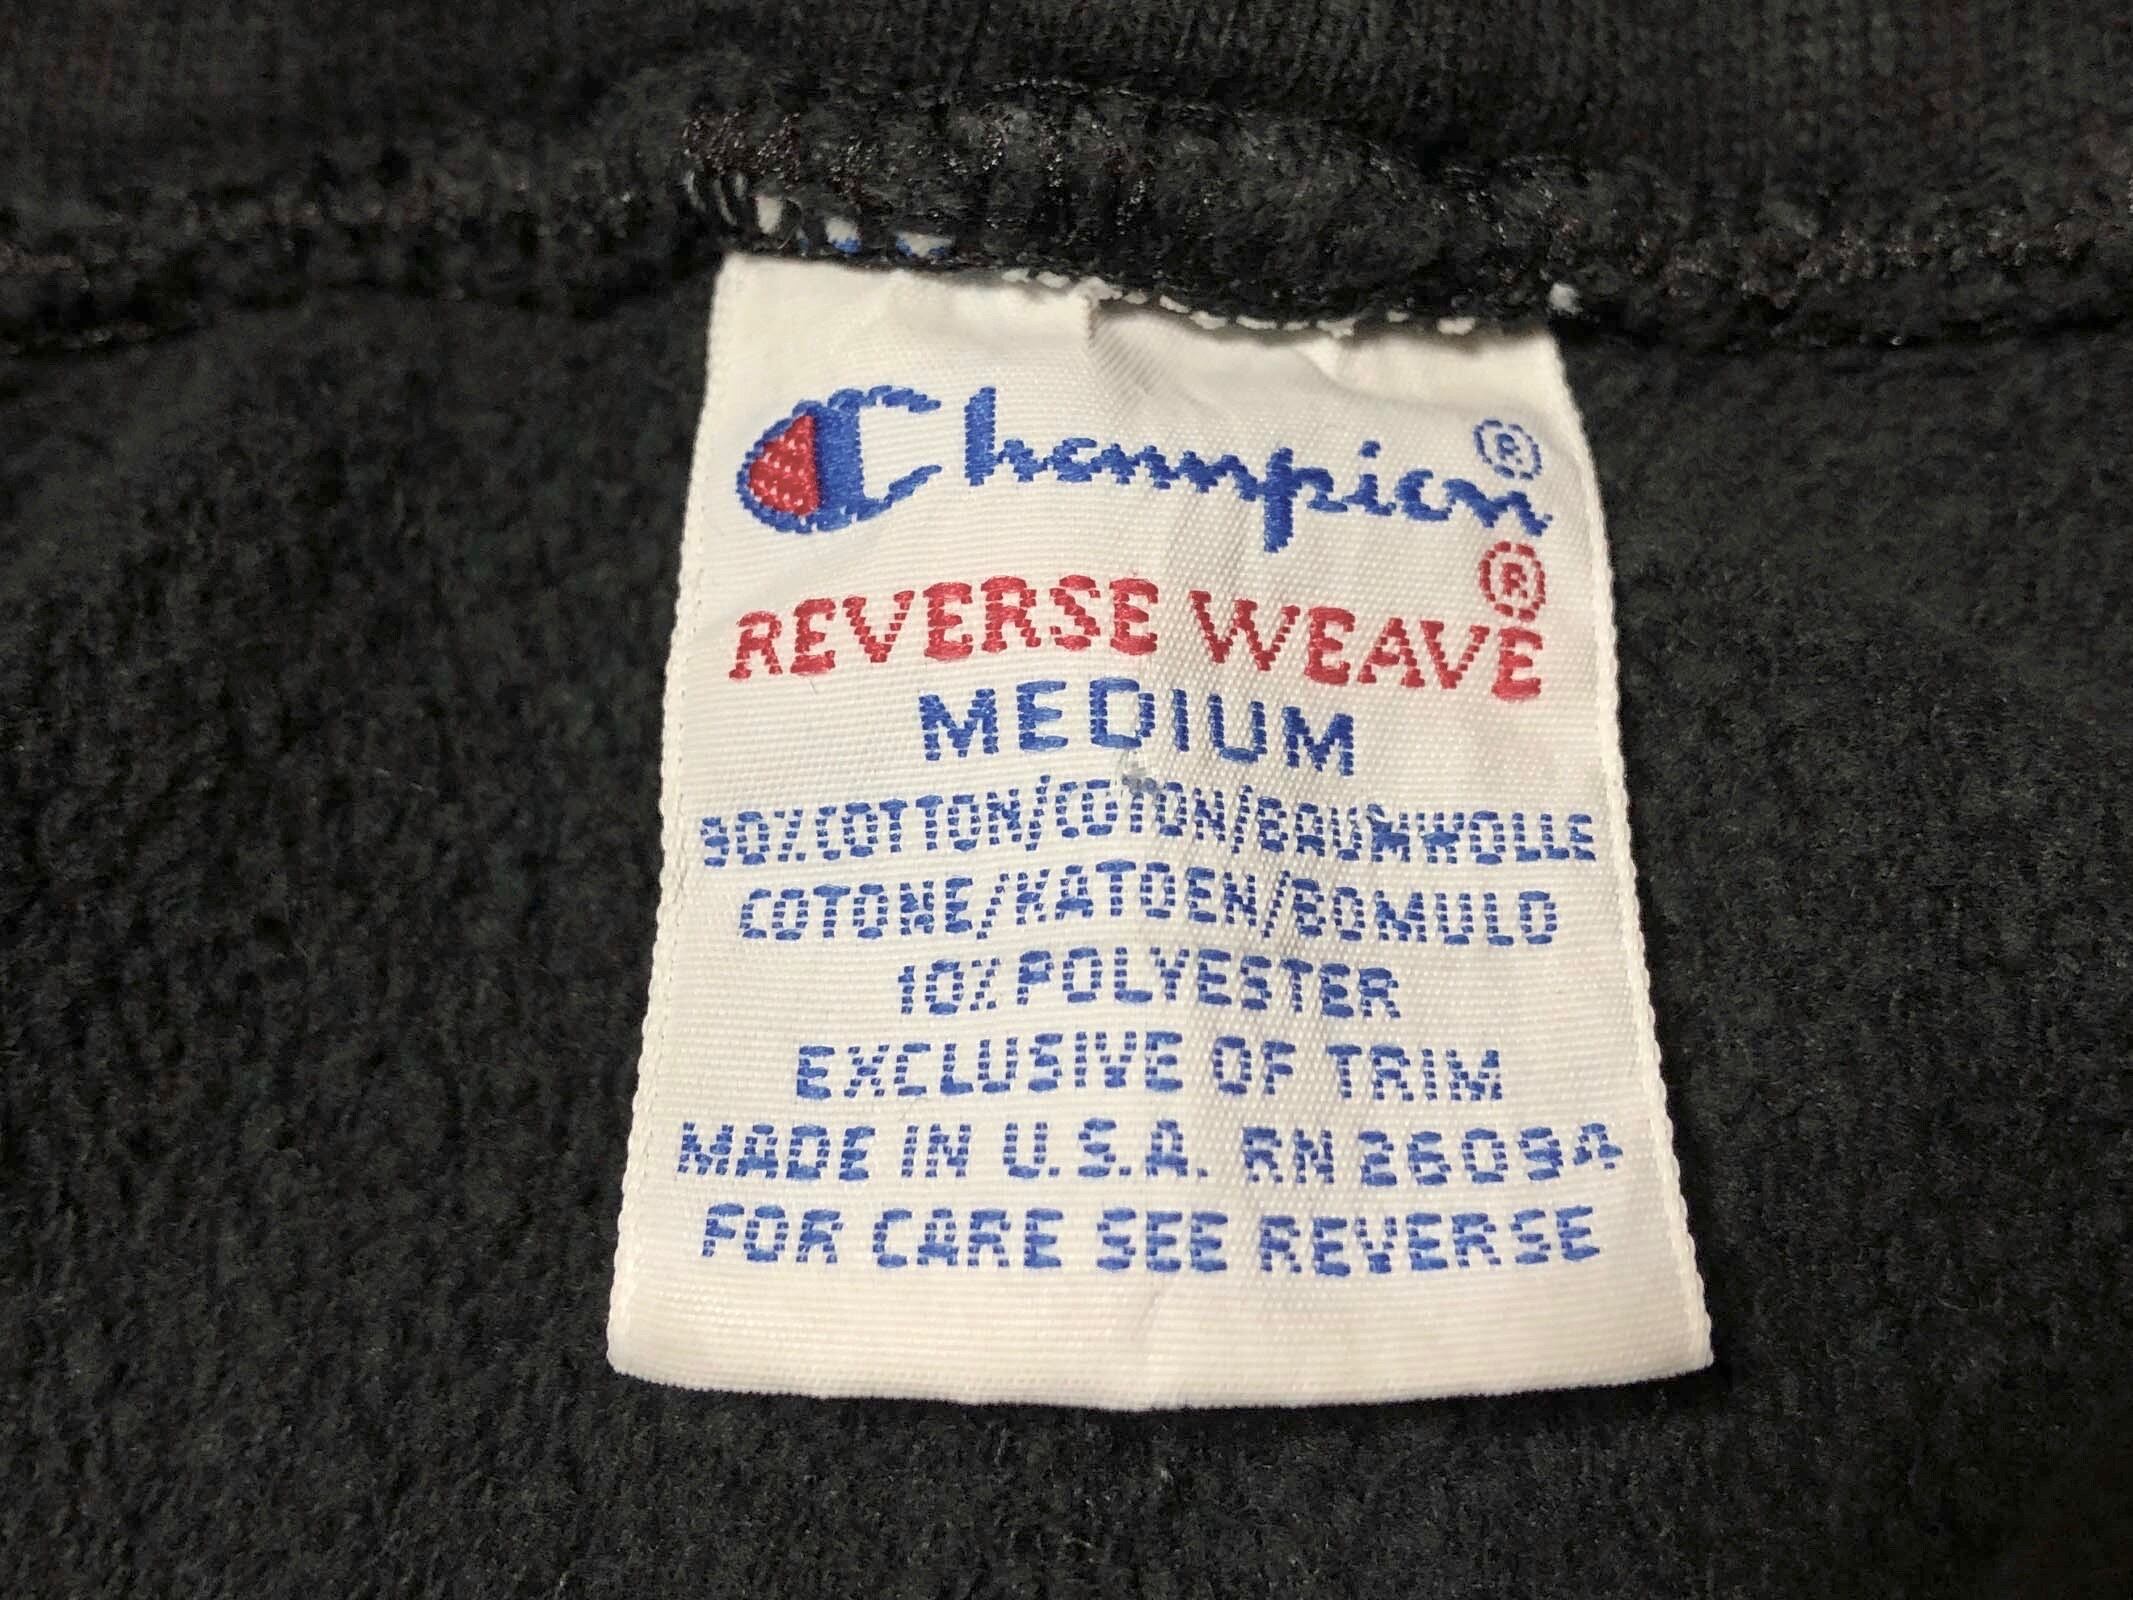 Champion®
REVERSE WEAVE®
MEDIUM
90% COTTON/COTON/BAUMWOLLE
COTONE/KATOEN/BOMULD
10% POLYESTER
EXCLUSIVE OF TRIM
MADE IN U.S.A. RN 26094
FOR CARE SEE REVERSE